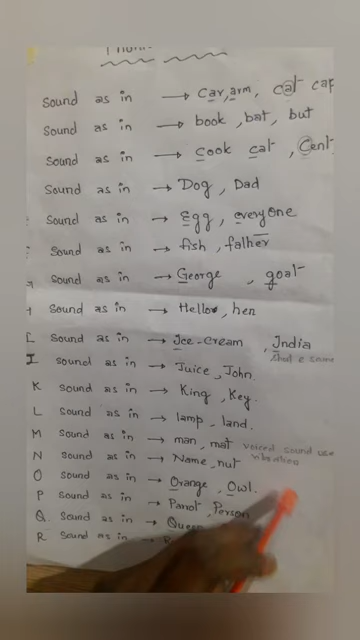 Sound as in → Car, arm, cat cap
Sound as in → book, bat, but
Sound as in → Cook cat, Cent
Sound as in → Dog, Dad
Sound as in → Egg, everyone
Sound as in → fish, father
Sound as in → George, goat
Sound as in → Hello, hen
Sound as in → Ice-cream, India
Sound as in → Juice, John.
K Sound as in → King, Key.
L Sound as in → lamp, land.
M Sound as in → man, mat voiced sound use
N Sound as in → Name, nut vibration
O Sound as in → Orange, Owl.
P Sound as in → Parrot, Person
Q. Sound as in →
R Sound as in →